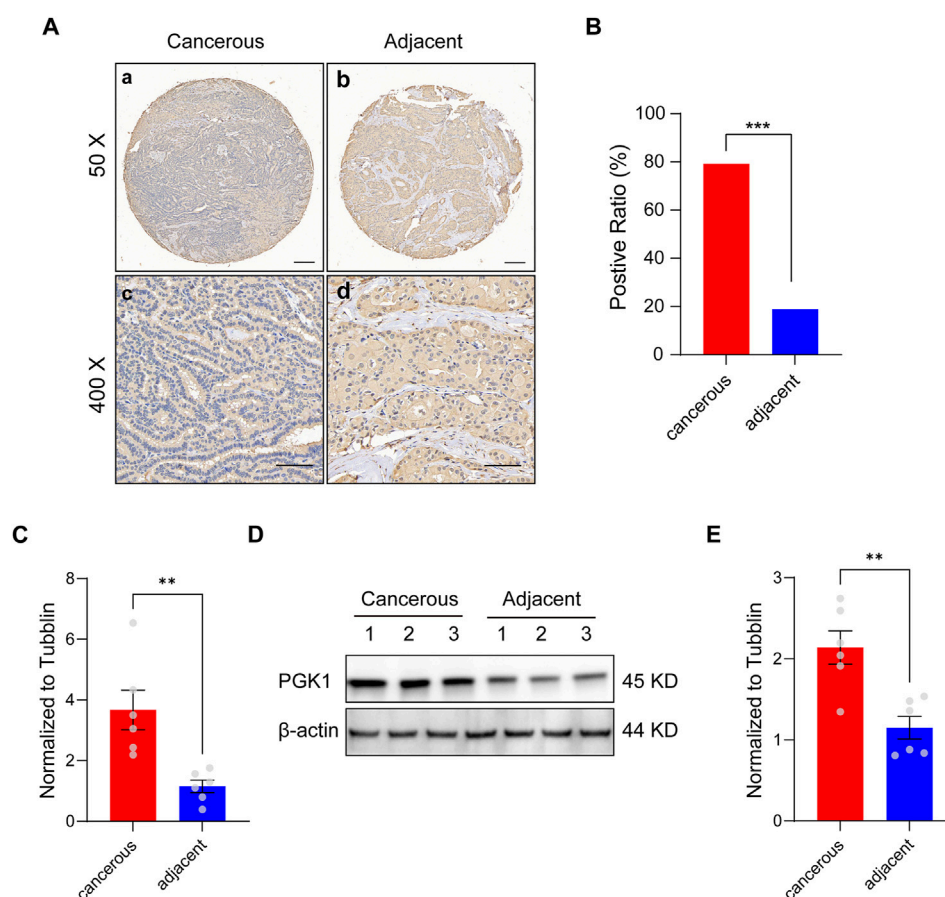 A
Cancerous
Adjacent
50 X
a
b
400 X
c
d
B
Postive Ratio (%)
100
80
60
40
20
0
***
cancerous
adjacent
C
Normalized to Tubblin
8
6
4
2
0
**
cancerous
adjacent
D
Cancerous Adjacent
1 2 3 1 2 3
PGK1 45 KD
β-actin 44 KD
E
Normalized to Tubblin
3
2
1
0
**
cancerous
adjacent